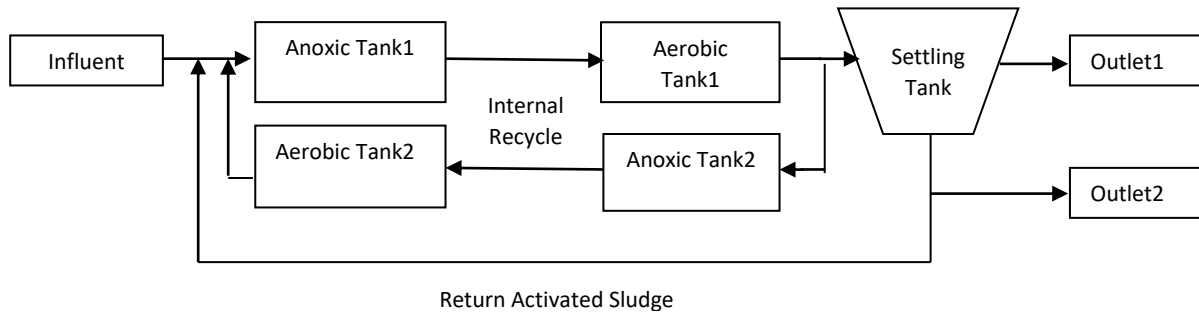 Influent
Anoxic Tank1
Aerobic
Tank1
Settling
Tank
Outlet1
Internal
Recycle
Aerobic Tank2
Anoxic Tank2
Outlet2
Return Activated Sludge